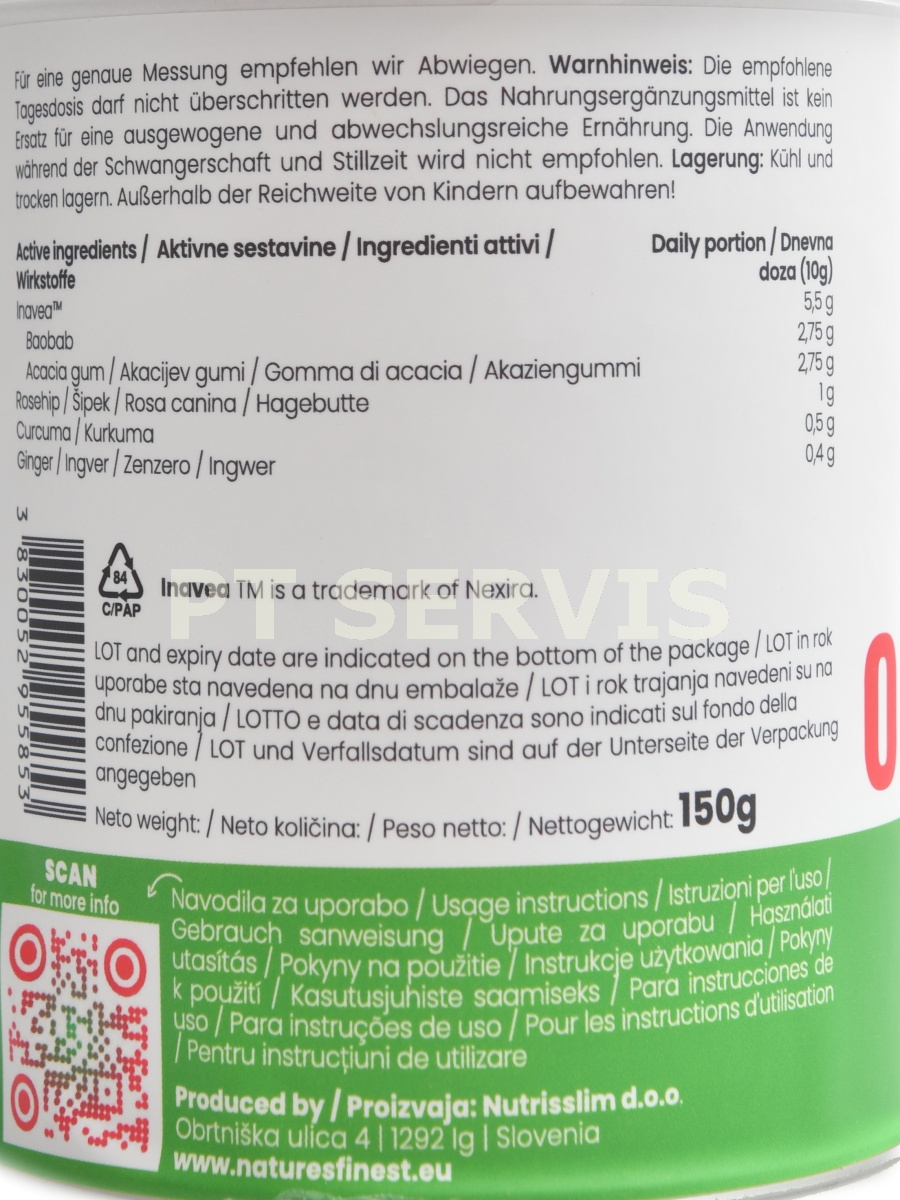 Für eine genaue Messung empfehlen wir Abwiegen. Warnhinweis: Die empfohlene
Tagesdosis darf nicht überschritten werden. Das Nahrungsergänzungsmittel ist kein
Ersatz für eine ausgewogene und abwechslungsreiche Ernährung. Die Anwendung
während der Schwangerschaft und Stillzeit wird nicht empfohlen. Lagerung: Kühl und
trocken lagern. Außerhalb der Reichweite von Kindern aufbewahren!
Active ingredients / Aktivne sestavine / Ingredienti attivi /
Wirkstoffe
Daily portion / Dnevna
doza (10g)
Inavea™ 5,5 g
Baobab 2,75 g
Acacia gum / Akacijev gumi / Gomma di acacia / Akaziengummi 2,75 g
Rosehip / Šipek / Rosa canina / Hagebutte 1 g
Curcuma / Kurkuma 0,5 g
Ginger / Ingver / Zenzero / Ingwer 0,4 g
3 830052 955853
84
C/PAP
Inavea TM is a trademark of Nexira.
PT SERVIS
LOT and expiry date are indicated on the bottom of the package / LOT in rok
uporabe sta navedena na dnu embalaže / LOT i rok trajanja navedeni su na
dnu pakiranja / LOTTO e data di scadenza sono indicati sul fondo della
confezione / LOT und Verfallsdatum sind auf der Unterseite der Verpackung
angegeben
Neto weight: / Neto količina: / Peso netto: / Nettogewicht: 150g
0
SCAN
for more info
Navodila za uporabo / Usage instructions / Istruzioni per l'uso /
Gebrauch sanweisung / Upute za uporabu / Használati
utasítás / Pokyny na použitie / Instrukcje użytkowania / Pokyny
k použití / Kasutusjuhiste saamiseks / Para instrucciones de
uso / Para instruções de uso / Pour les instructions d'utilisation
/ Pentru instrucțiuni de utilizare
Produced by / Proizvaja: Nutrisslim d.o.o.
Obrtniška ulica 4 | 1292 Ig | Slovenia
www.naturesfinest.eu